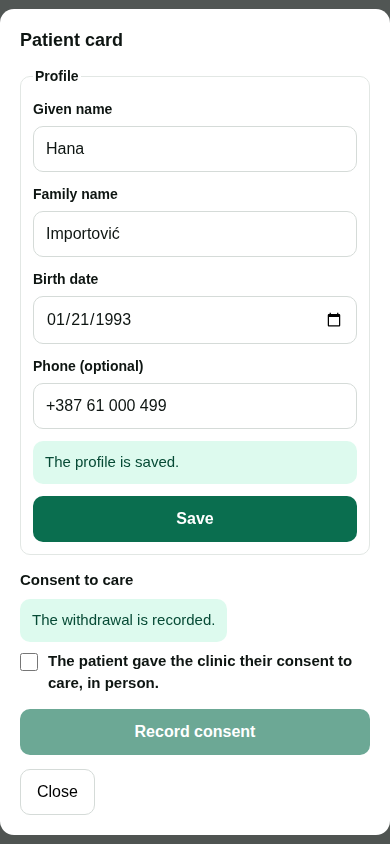 Patient card
Profile
Given name
Hana
Family name
Importović
Birth date
01/21/1993
Phone (optional)
+387 61 000 499
The profile is saved.
Save
Consent to care
The withdrawal is recorded.
The patient gave the clinic their consent to
care, in person.
Record consent
Close